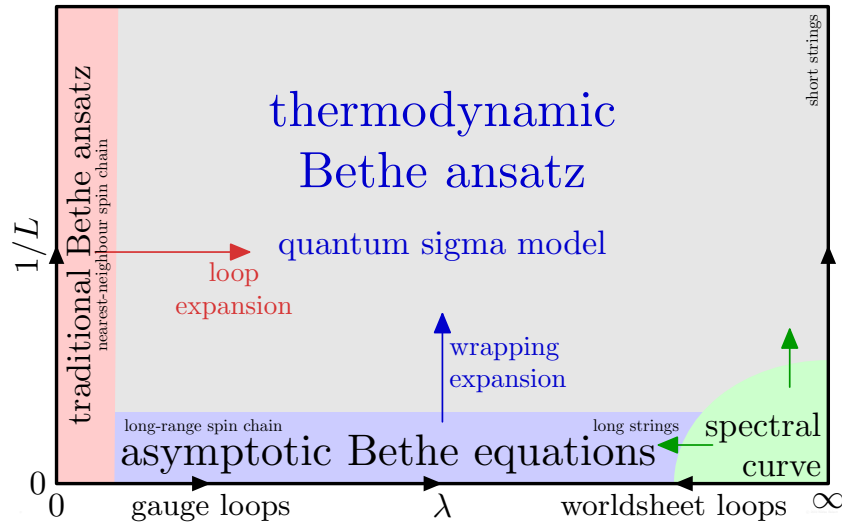 short strings
thermodynamic
Bethe ansatz
traditional Bethe ansatz
nearest-neighbour spin chain
1/L
quantum sigma model
loop
expansion
wrapping
expansion
long-range spin chain
long strings
asymptotic Bethe equations
spectral
curve
0
0
gauge loops
λ
worldsheet loops
∞